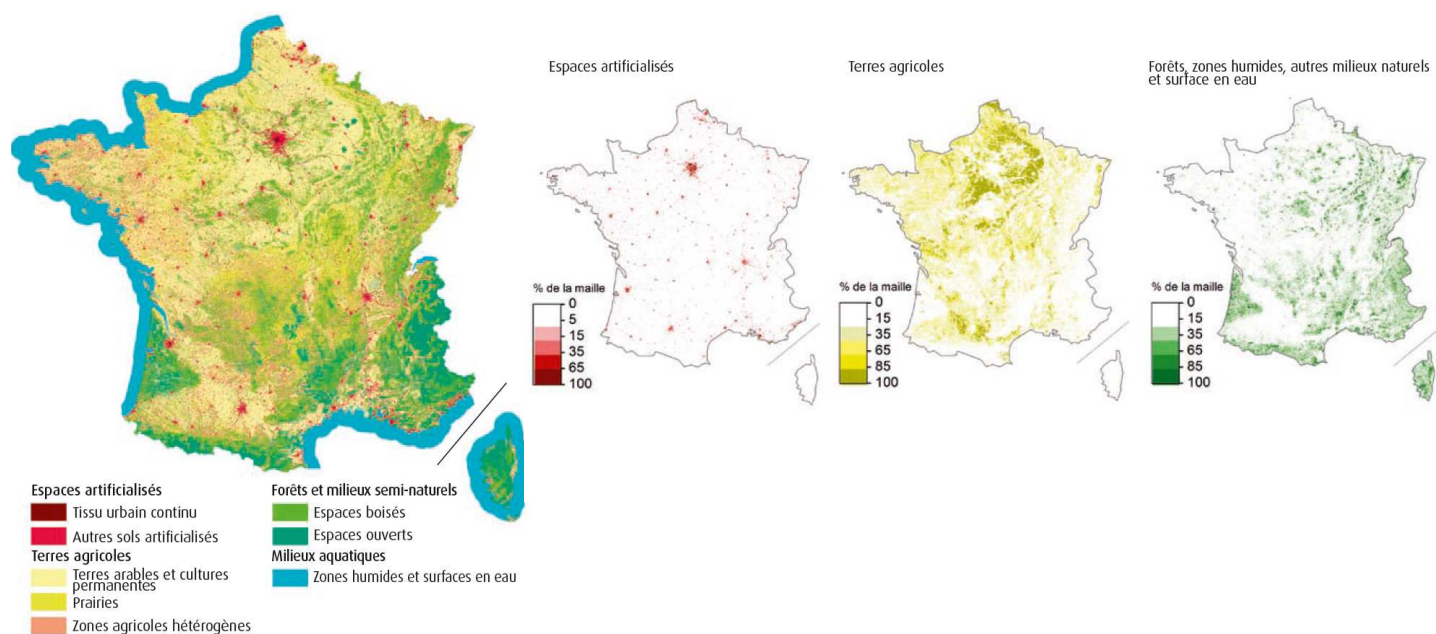 Espaces artificialisés
Terres agricoles
Forêts, zones humides, autres milieux naturels
et surface en eau
% de la maille
0
5
15
35
65
100
% de la maille
0
15
35
65
85
100
% de la maille
0
15
35
65
85
100
Espaces artificialisés
Tissu urbain continu
Autres sols artificialisés
Terres agricoles
Terres arables et cultures
permanentes
Prairies
Zones agricoles hétérogènes
Forêts et milieux semi-naturels
Espaces boisés
Espaces ouverts
Milieux aquatiques
Zones humides et surfaces en eau